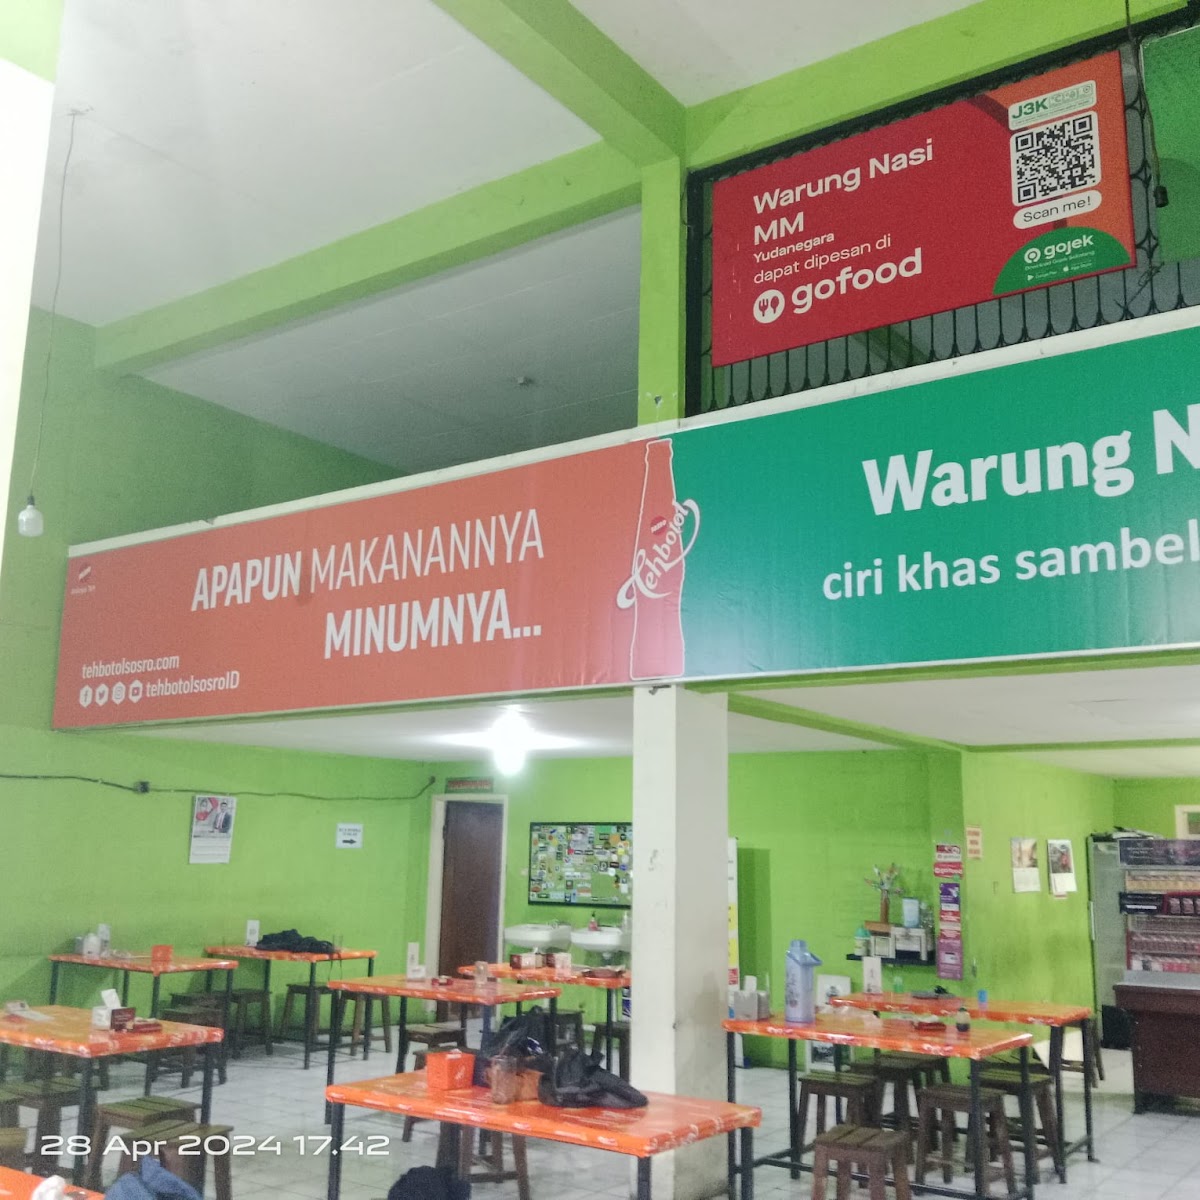 J3K
Warung Nasi
MM
Yudanegara
dapat dipesan di
gofood
Scan me!
gojek
Warung N
ciri khas sambel
APAPUN MAKANANNYA
MINUMNYA...
Tehbotol
SOSRO
tehbotolsosro.com
tehbotolsosroID
28 Apr 2024 17.42